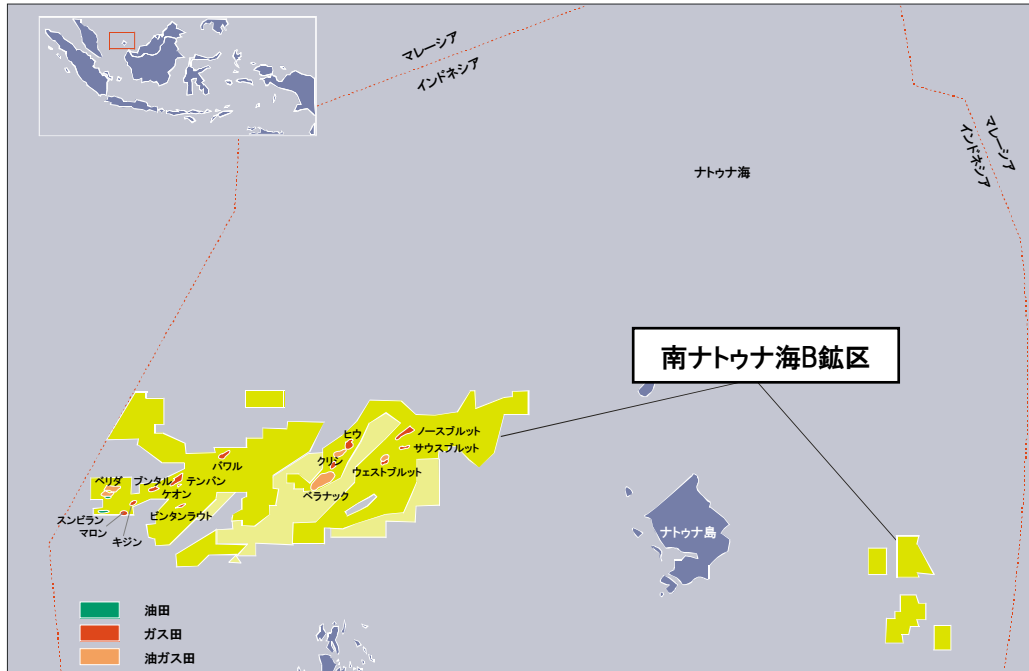 マレーシア
インドネシア
マレーシア
インドネシア
ナトゥナ海
南ナトゥナ海B鉱区
ヒウ
ノースブルット
サウスブルット
クリシ
ウェストブルット
バワル
ベラナック
ベリダ
ブンタル
テンバン
ケオン
ビンタンラウト
スンビラン
マロン
キジン
ナトゥナ島
油田
ガス田
油ガス田